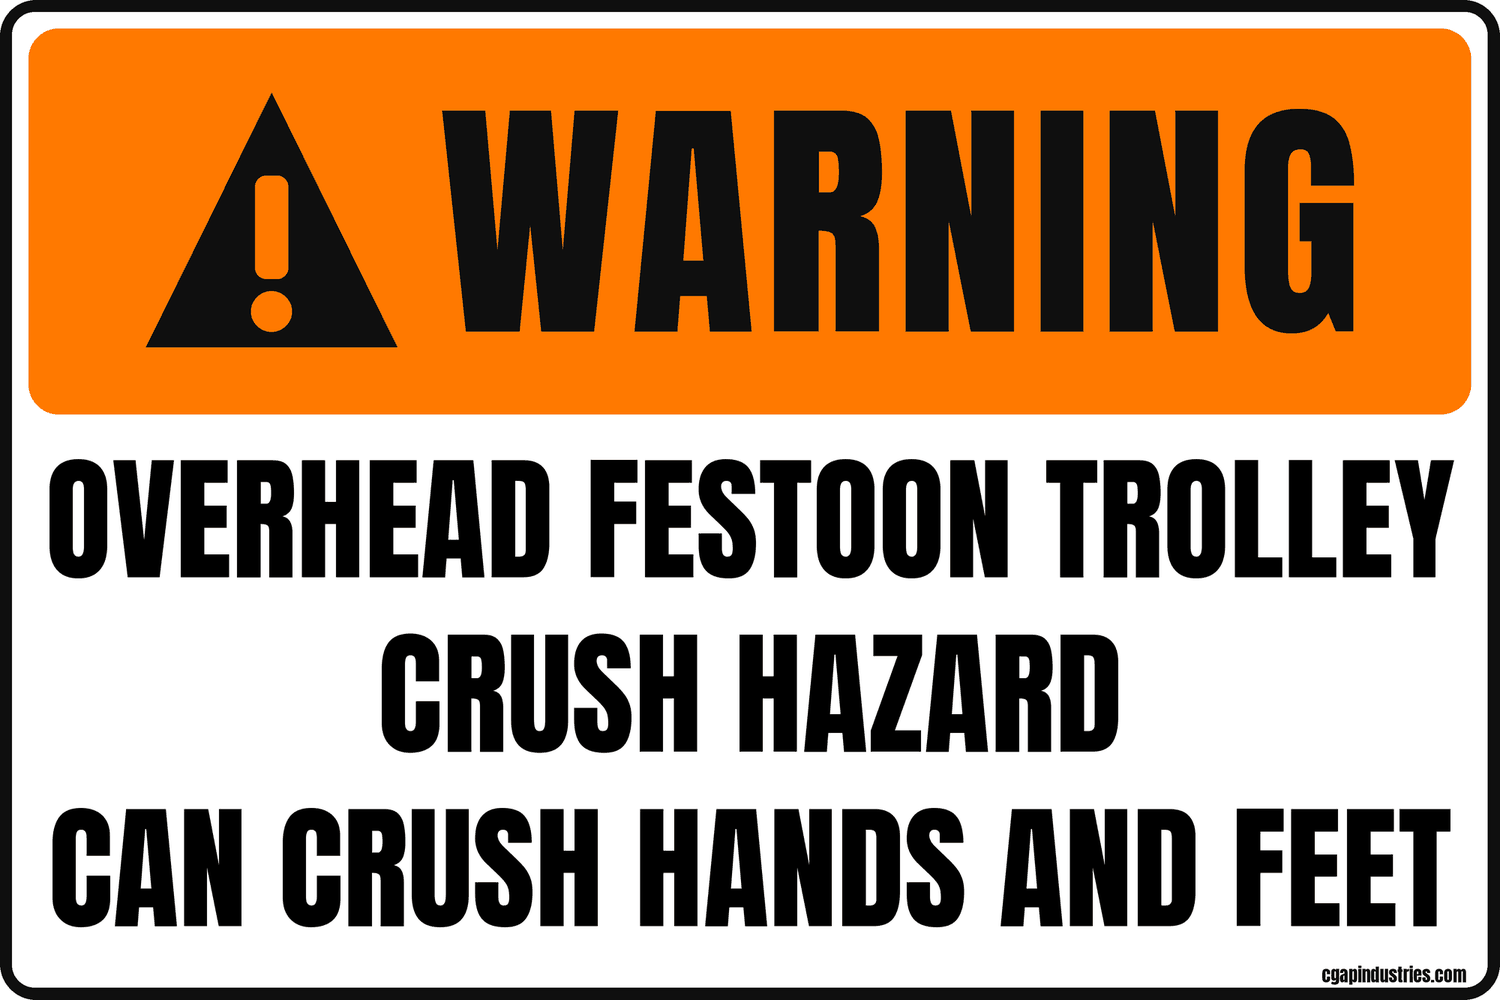 WARNING
OVERHEAD FESTOON TROLLEY
CRUSH HAZARD
CAN CRUSH HANDS AND FEET
cgapindustries.com